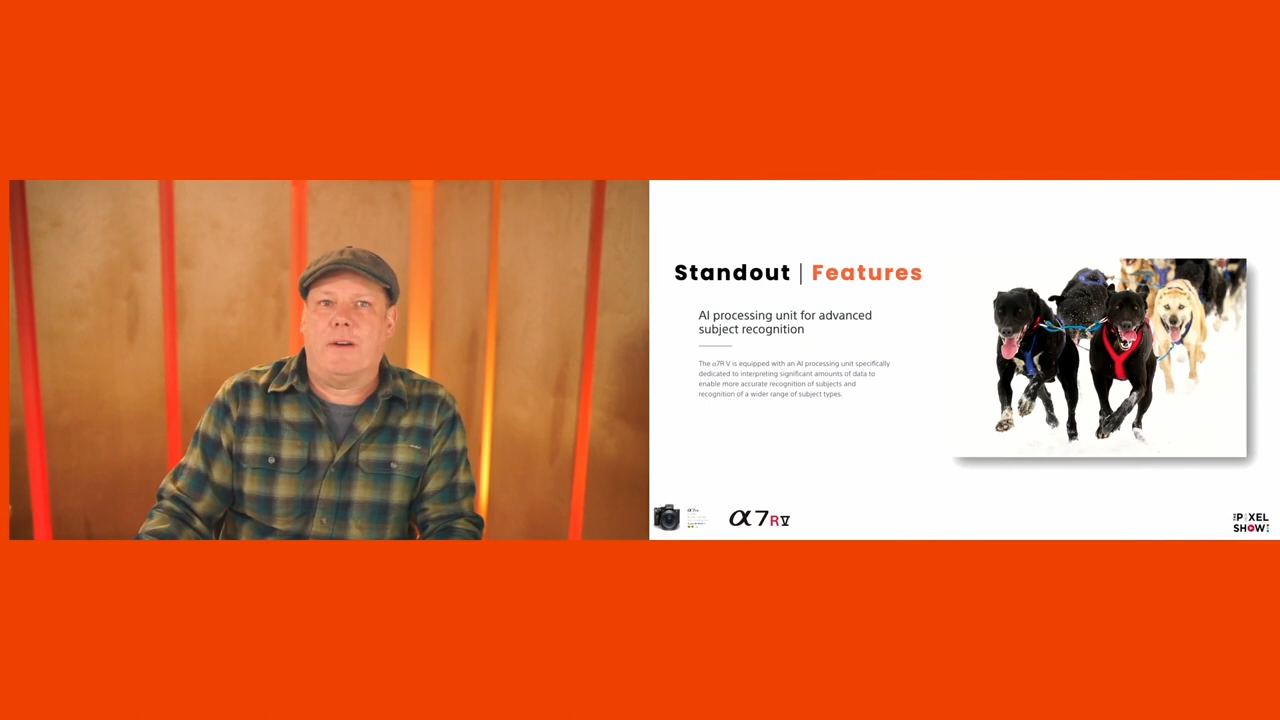 Standout | Features
AI processing unit for advanced
subject recognition
The α7R V is equipped with an AI processing unit specifically
dedicated to interpreting significant amounts of data to
enable more accurate recognition of subjects and
recognition of a wider range of subject types.
α7RV
THE PIXEL
SHOW